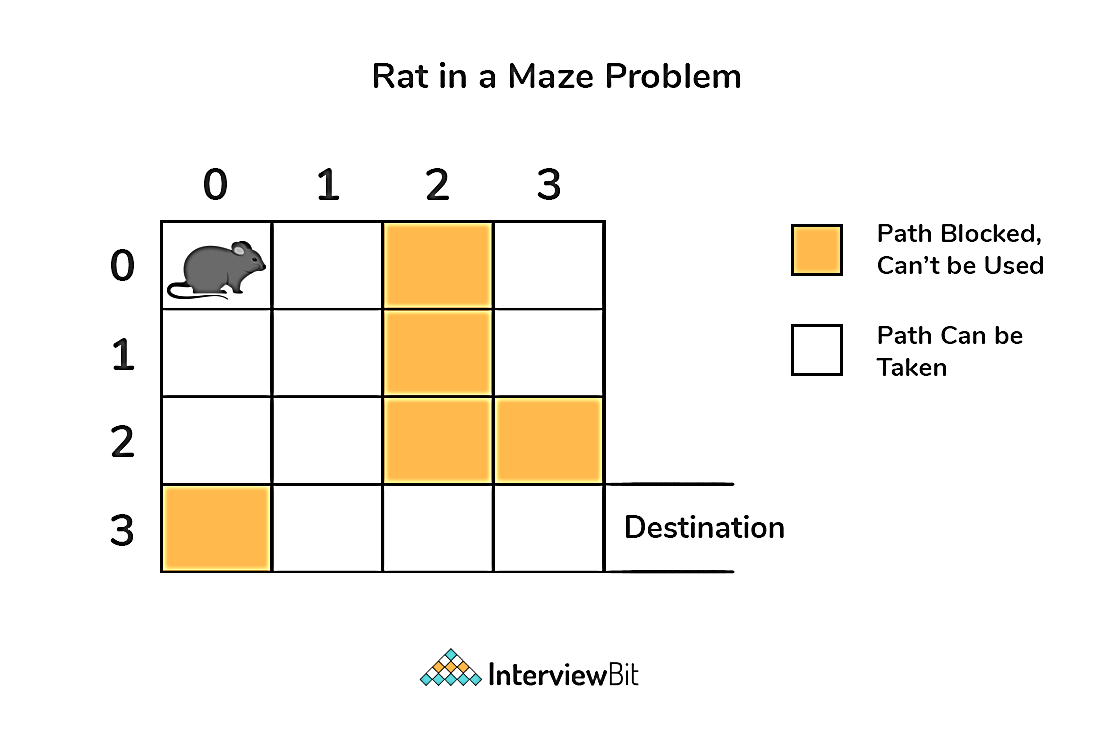 Rat in a Maze Problem
0 1 2 3
0
Path Blocked,
Can't be Used
1
Path Can be
Taken
2
3
Destination
InterviewBit